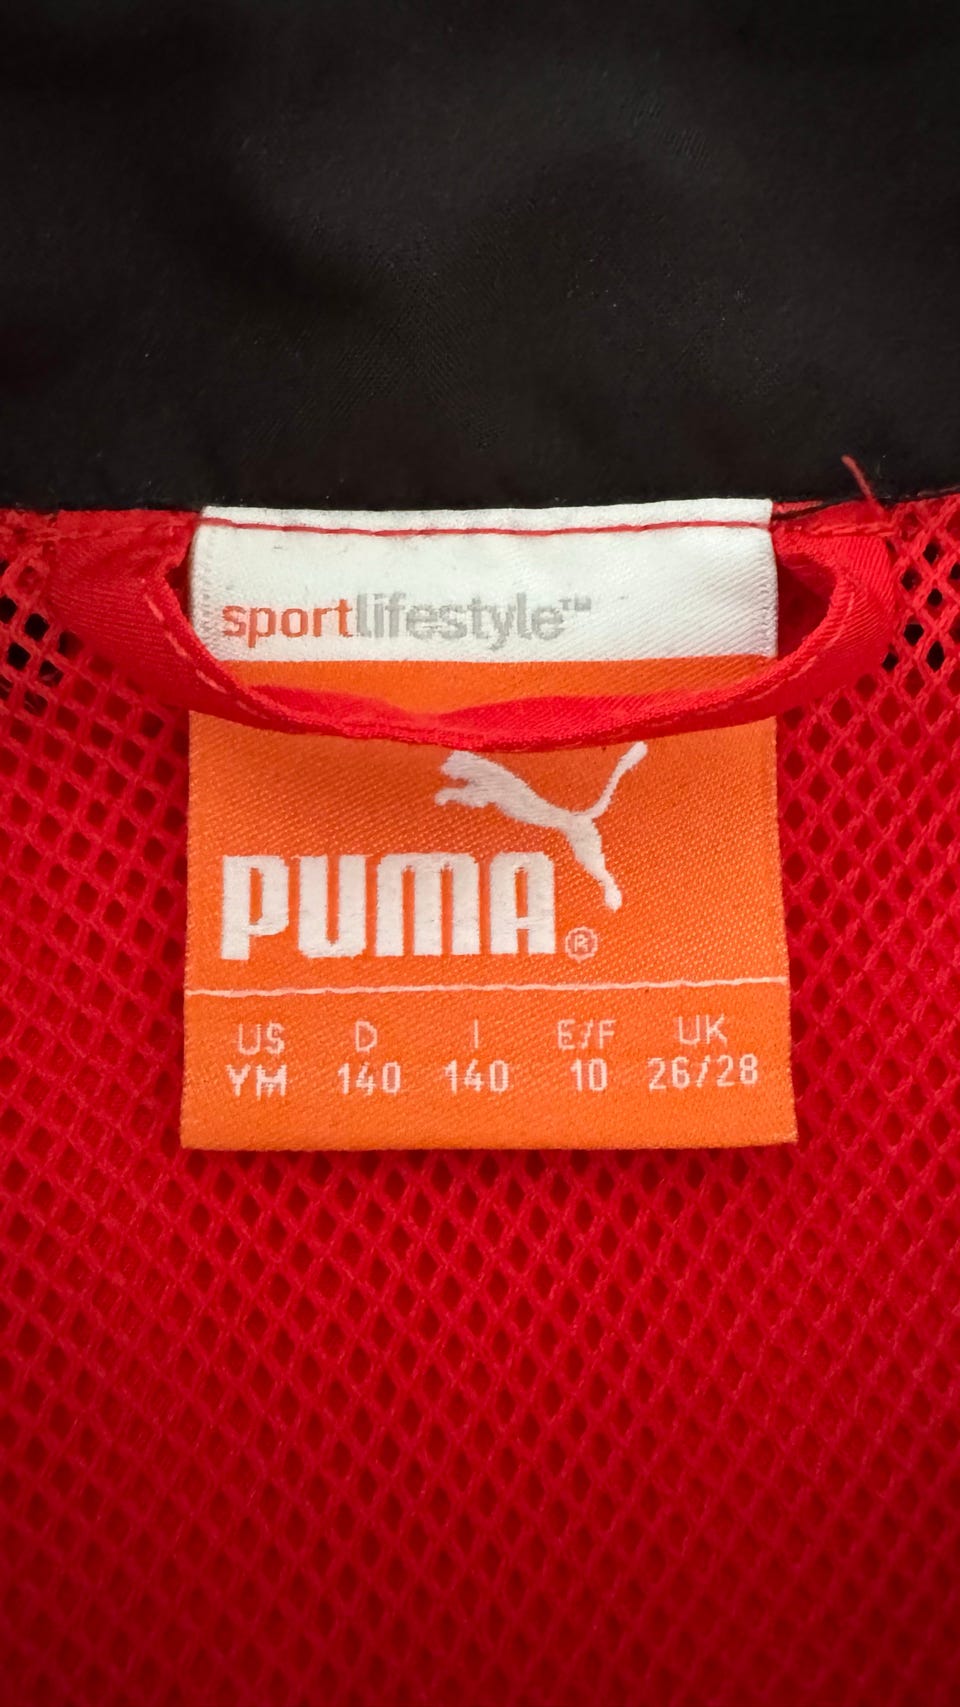 sportlifestyle™
PUMA®
US D I E/F UK
YM 140 140 10 26/28